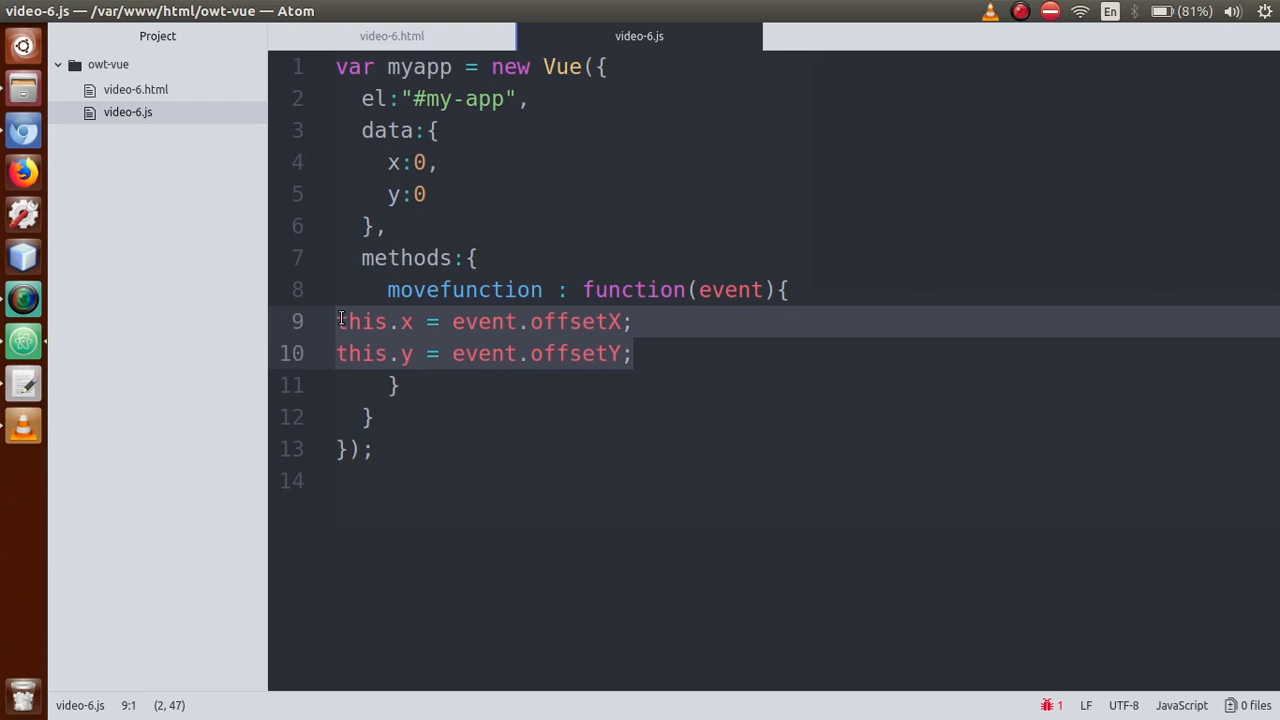 video-6.js — /var/www/html/owt-vue — Atom
En
(81%)
Project
owt-vue
video-6.html
video-6.js
video-6.html
video-6.js
1 var myapp = new Vue({
2 el:"#my-app",
3 data:{
4 x:0,
5 y:0
6 },
7 methods:{
8 movefunction : function(event){
9 this.x = event.offsetX;
10 this.y = event.offsetY;
11 }
12 }
13 });
14
video-6.js 9:1 (2, 47)
1 LF UTF-8 JavaScript 0 files